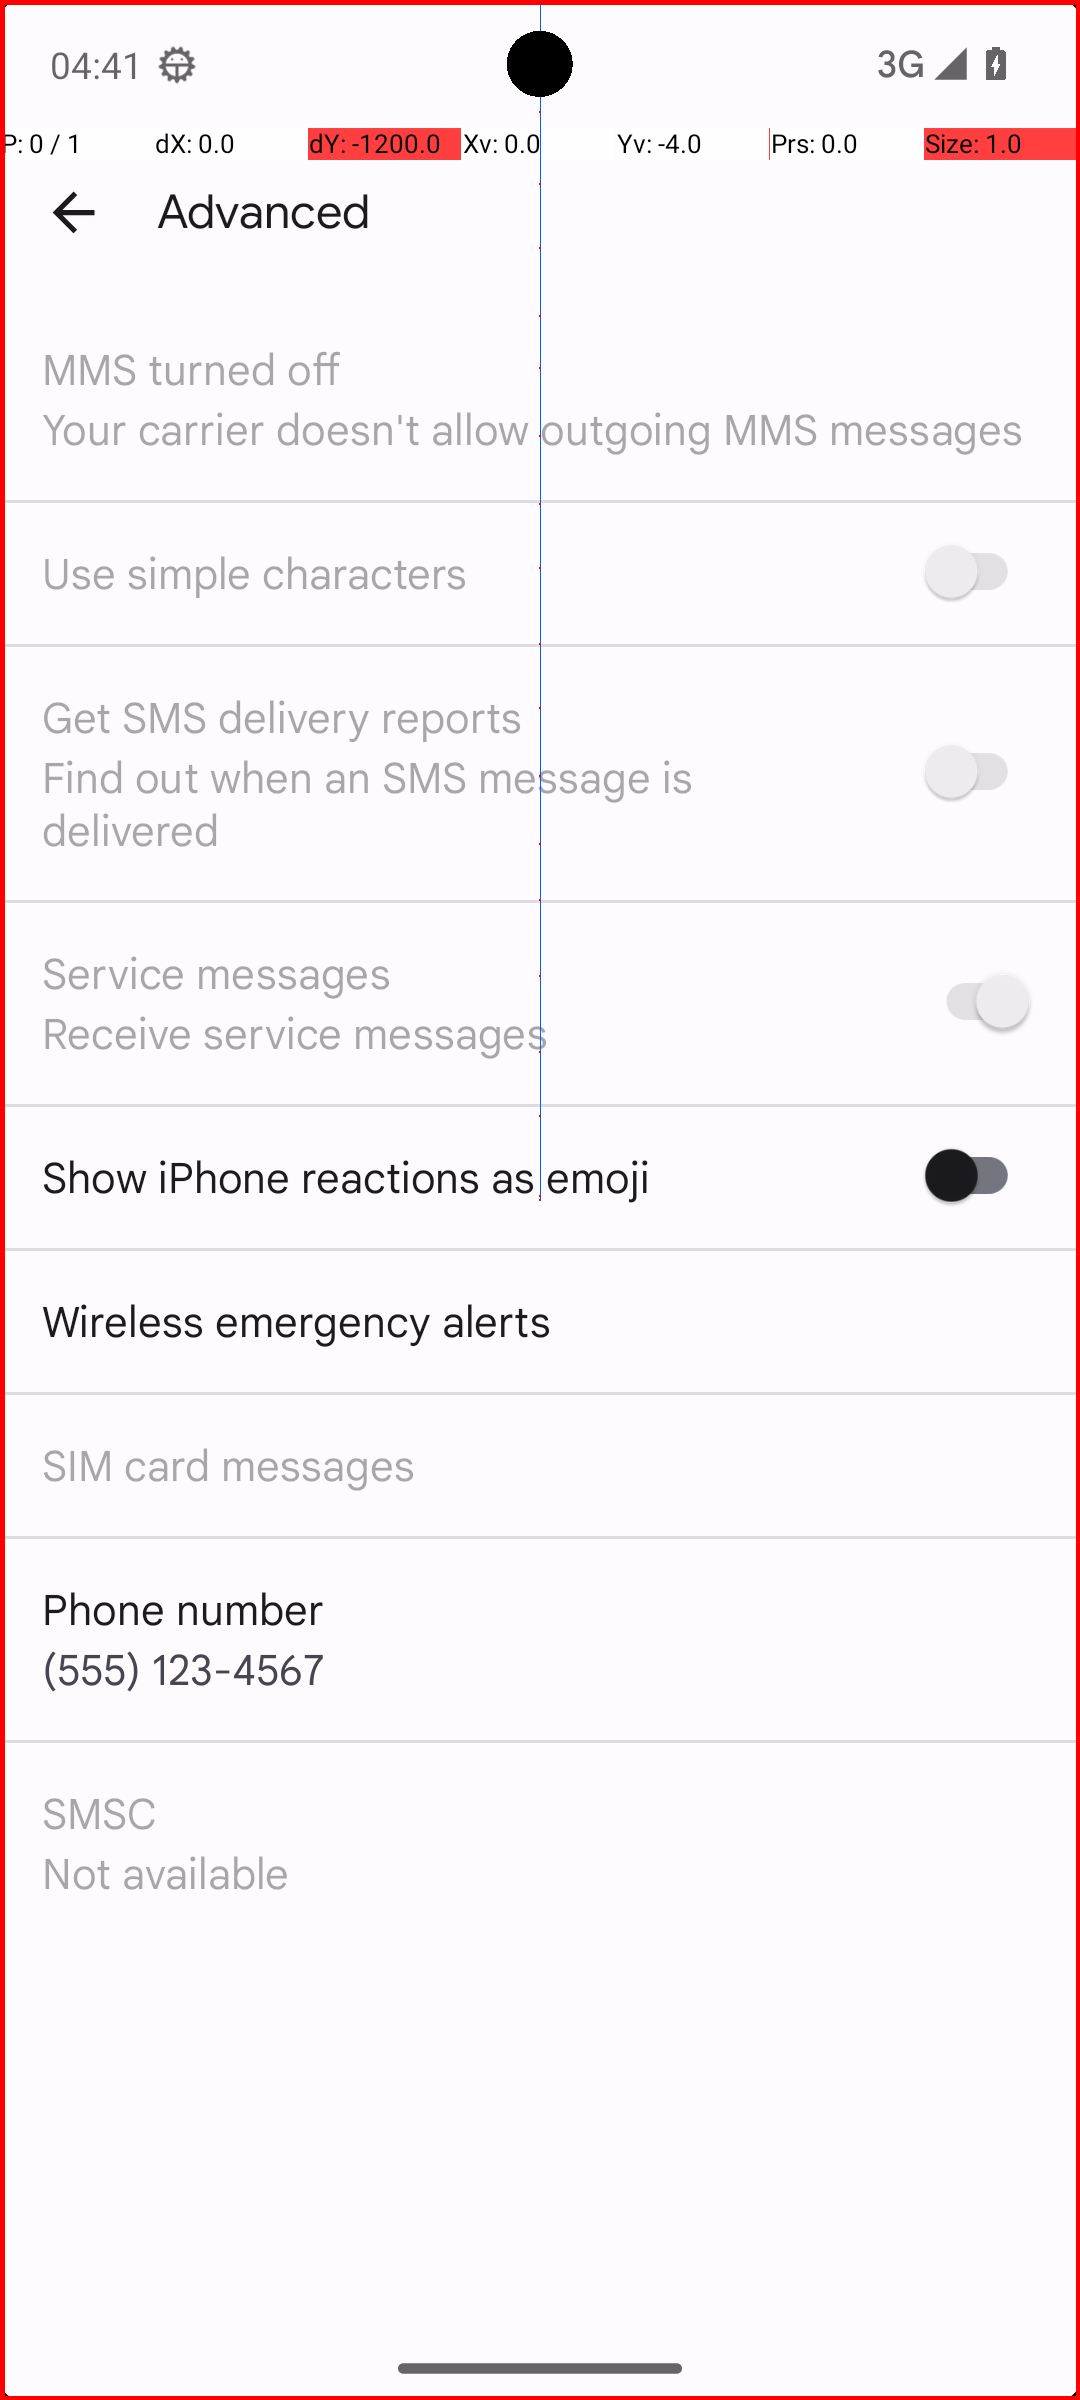 04:41
3G
P: 0 / 1 dX: 0.0 dY: -1200.0 Xv: 0.0 Yv: -4.0 Prs: 0.0 Size: 1.0
Advanced
MMS turned off
Your carrier doesn't allow outgoing MMS messages
Use simple characters
Get SMS delivery reports
Find out when an SMS message is
delivered
Service messages
Receive service messages
Show iPhone reactions as emoji
Wireless emergency alerts
SIM card messages
Phone number
(555) 123-4567
SMSC
Not available